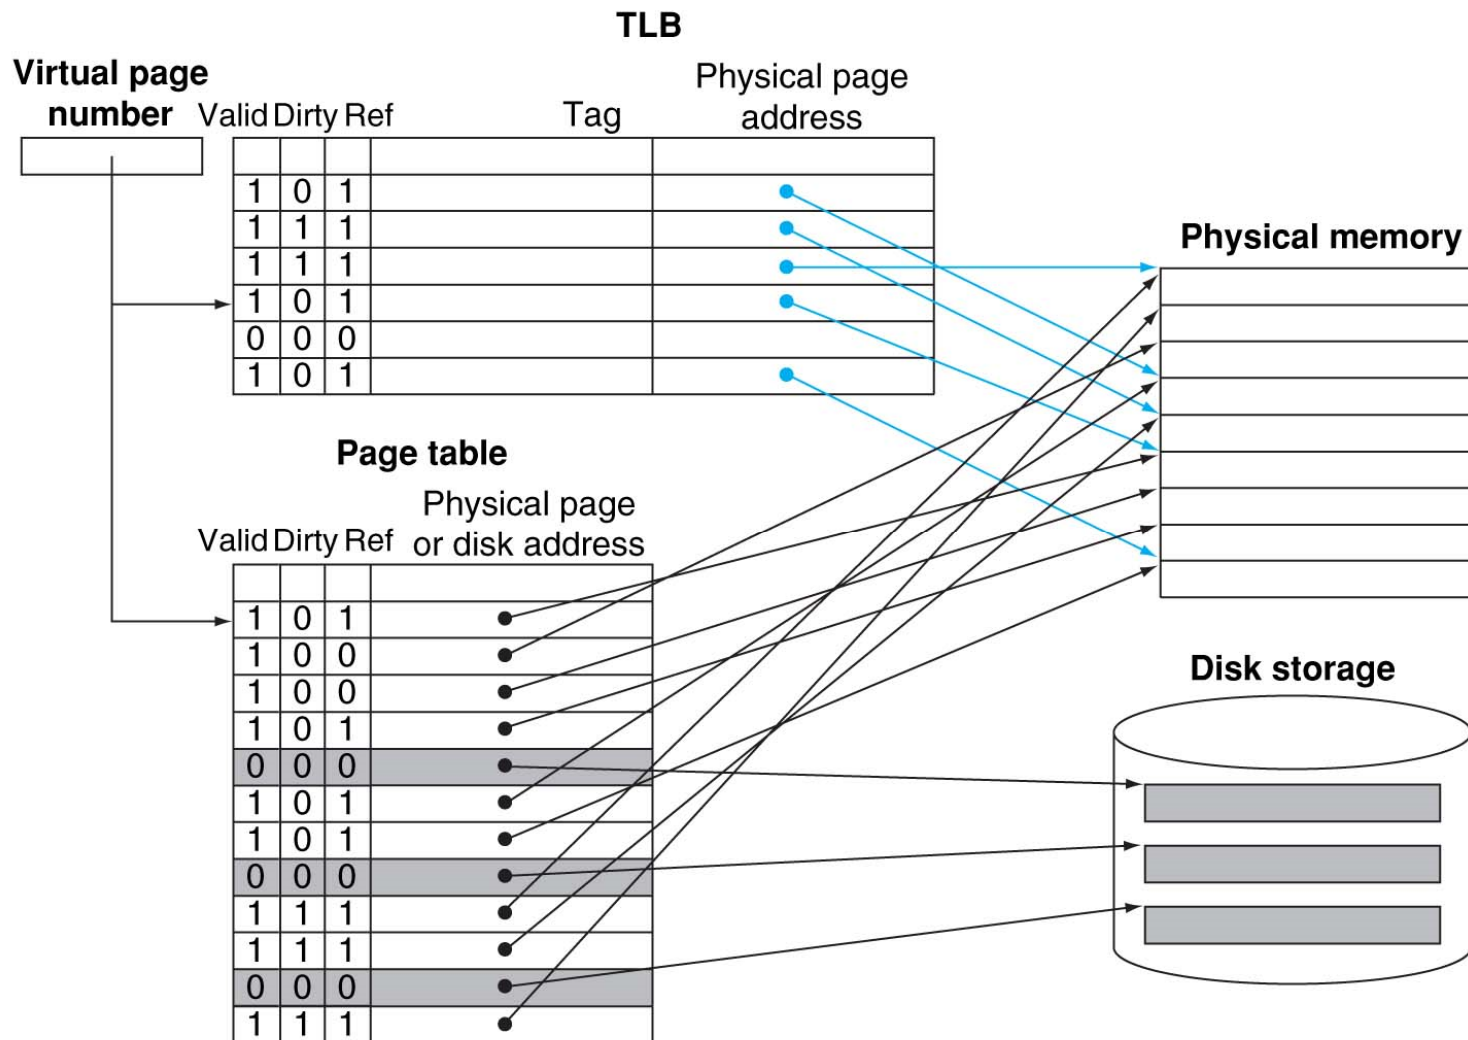 TLB
Virtual page
number
Valid Dirty Ref
Tag
Physical page
address
1 0 1
1 1 1
1 1 1
1 0 1
0 0 0
1 0 1
Physical memory
Page table
Physical page
or disk address
Valid Dirty Ref
1 0 1
1 0 0
1 0 0
1 0 1
0 0 0
1 0 1
1 0 1
0 0 0
1 1 1
1 1 1
0 0 0
1 1 1
Disk storage